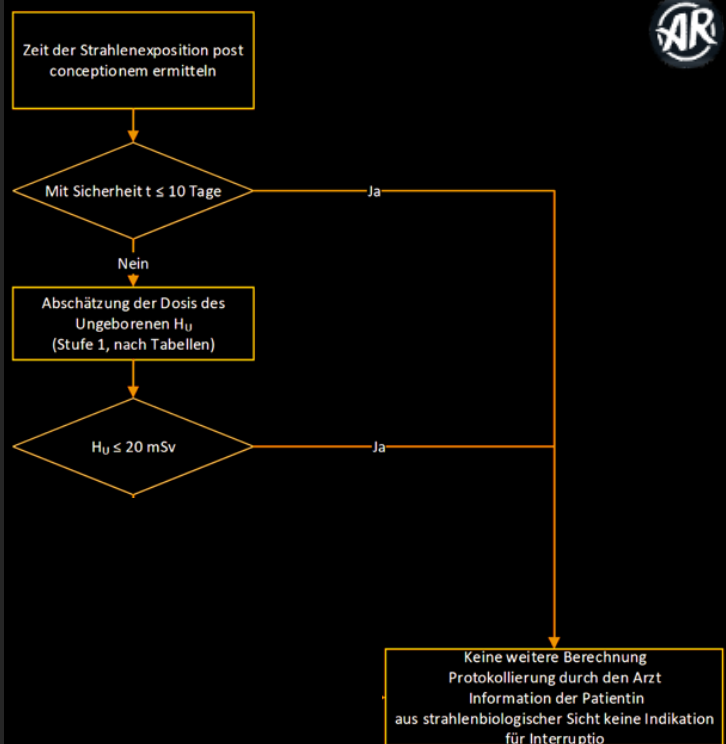 AR
Zeit der Strahlenexposition post
conceptionem ermitteln
Mit Sicherheit t ≤ 10 Tage
Ja
Nein
Abschätzung der Dosis des
Ungeborenen HU
(Stufe 1, nach Tabellen)
HU ≤ 20 mSv
Ja
Keine weitere Berechnung
Protokollierung durch den Arzt
Information der Patientin
aus strahlenbiologischer Sicht keine Indikation
für Interruptio